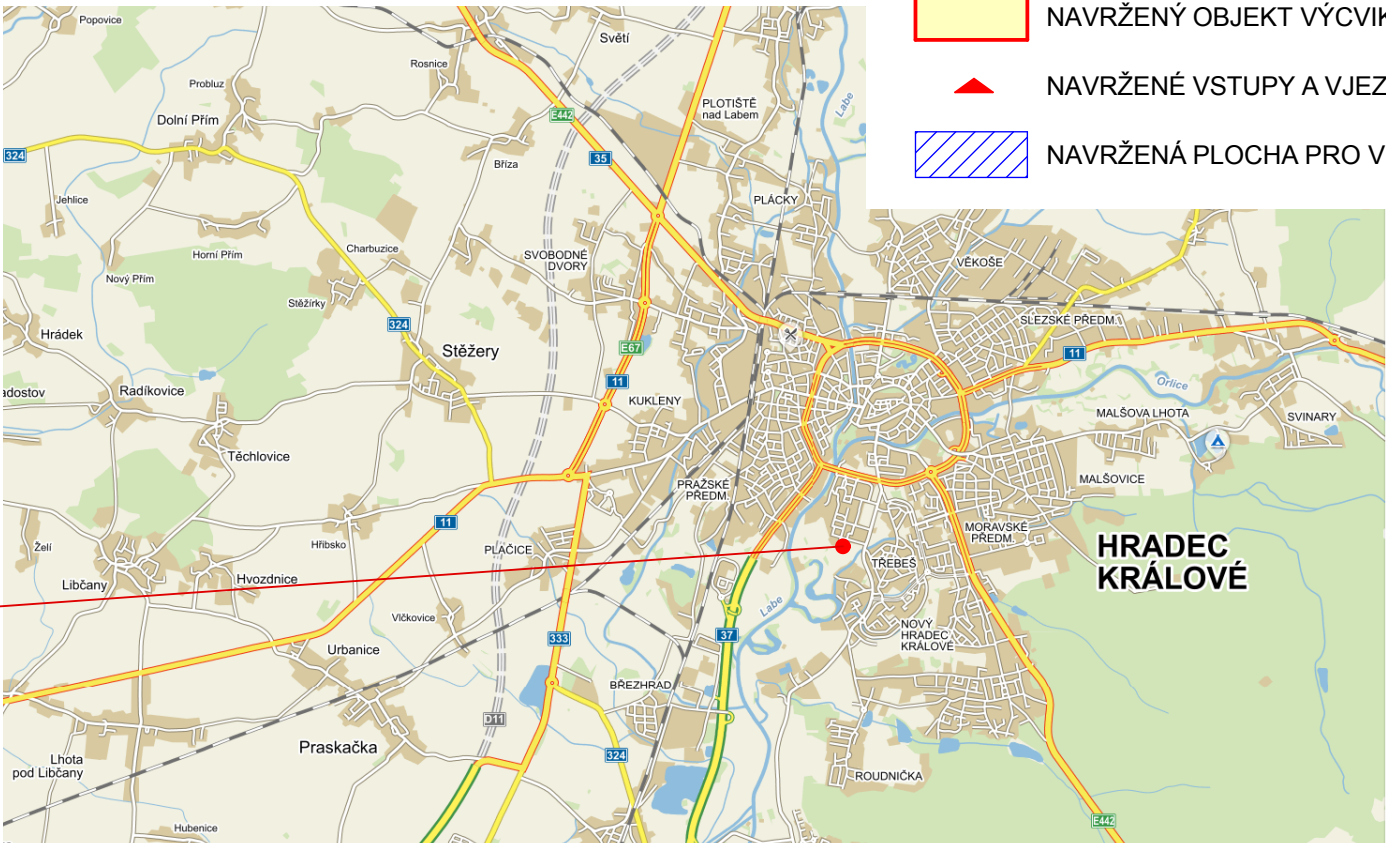 NAVRŽENÝ OBJEKT VÝCVIK
NAVRŽENÉ VSTUPY A VJEZ
NAVRŽENÁ PLOCHA PRO V
Popovice
Světí
Rosnice
Probluz
Dolní Přím
PLOTIŠTĚ
nad Labem
Labe
E442
324
35
Bříza
Jehlice
PLÁCKY
Charbuzice
Horní Přím
SVOBODNÉ
DVORY
VĚKOŠE
Nový Přím
Stěžírky
324
SLEZSKÉ PŘEDM.
Hrádek
Stěžery
E67
11
11
Orlice
adostov
Radíkovice
KUKLENY
MALŠOVA LHOTA
SVINARY
Těchlovice
PRAŽSKÉ
PŘEDM.
MALŠOVICE
11
MORAVSKÉ
PŘEDM.
Želí
Hřibsko
PLAČICE
HRADEC
KRÁLOVÉ
Libčany
Hvozdnice
TŘEBEŠ
Labe
Vlčkovice
NOVÝ
HRADEC
KRÁLOVÉ
37
333
Urbanice
BŘEZHRAD
D11
Praskačka
324
Lhota
pod Libčany
ROUDNIČKA
E442
Hubenice